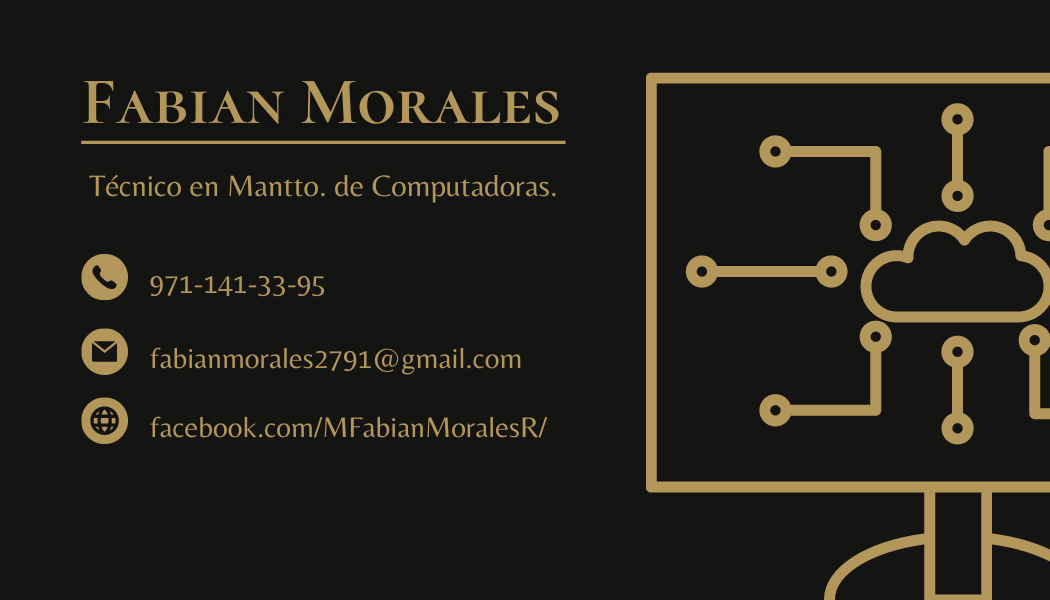 Fabian Morales
Técnico en Mantto. de Computadoras.
971-141-33-95
fabianmorales2791@gmail.com
facebook.com/MFabianMoralesR/